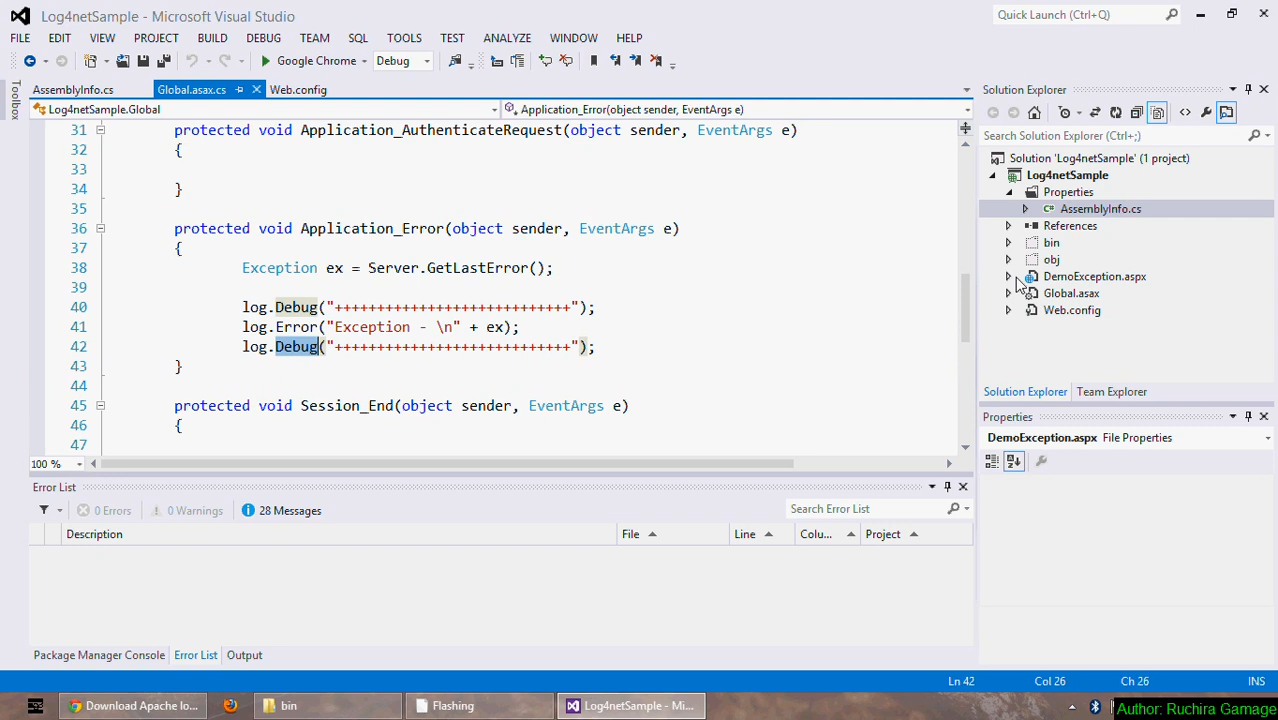 Log4netSample - Microsoft Visual Studio
Quick Launch (Ctrl+Q)
FILE EDIT VIEW PROJECT BUILD DEBUG TEAM SQL TOOLS TEST ANALYZE WINDOW HELP
Google Chrome Debug
Toolbox
AssemblyInfo.cs Global.asax.cs Web.config
Log4netSample.Global Application_Error(object sender, EventArgs e)
31 protected void Application_AuthenticateRequest(object sender, EventArgs e)
32 {
33
34 }
35
36 protected void Application_Error(object sender, EventArgs e)
37 {
38 Exception ex = Server.GetLastError();
39
40 log.Debug("++++++++++++++++++++++++++++");
41 log.Error("Exception - \n" + ex);
42 log.Debug("++++++++++++++++++++++++++++");
43 }
44
45 protected void Session_End(object sender, EventArgs e)
46 {
47
100 %
Solution Explorer
Search Solution Explorer (Ctrl+;)
Solution 'Log4netSample' (1 project)
Log4netSample
Properties
AssemblyInfo.cs
References
bin
obj
DemoException.aspx
Global.asax
Web.config
Solution Explorer Team Explorer
Properties
DemoException.aspx File Properties
Error List
0 Errors 0 Warnings 28 Messages Search Error List
Description File Line Colu... Project
Package Manager Console Error List Output
Ln 42 Col 26 Ch 26 INS
Download Apache lo... bin Flashing Log4netSample - Mi...
Author: Ruchira Gamage